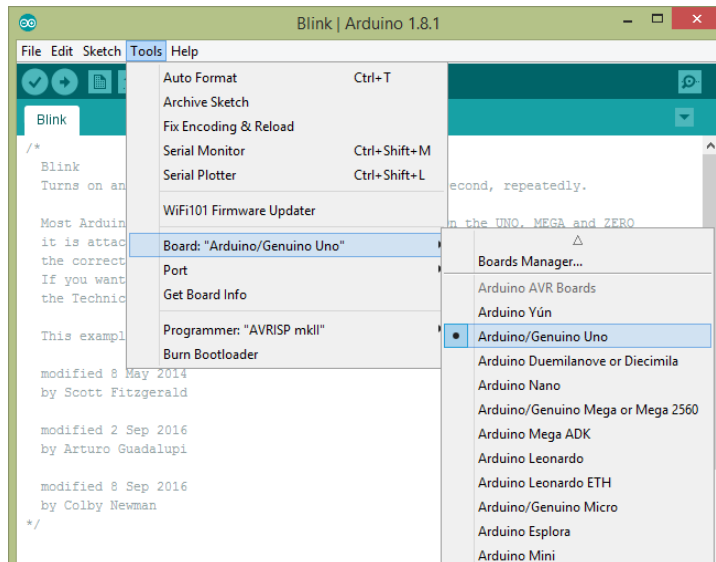 Blink | Arduino 1.8.1
File Edit Sketch Tools Help
Blink
/*
Blink
Turns on an
econd, repeatedly.
Most Arduin
n the UNO, MEGA and ZERO
it is attac
the correct
If you want
the Technic
This exampl
modified 8 May 2014
by Scott Fitzgerald
modified 2 Sep 2016
by Arturo Guadalupi
modified 8 Sep 2016
by Colby Newman
*/
Auto Format Ctrl+T
Archive Sketch
Fix Encoding & Reload
Serial Monitor Ctrl+Shift+M
Serial Plotter Ctrl+Shift+L
WiFi101 Firmware Updater
Board: "Arduino/Genuino Uno"
Port
Get Board Info
Programmer: "AVRISP mkII"
Burn Bootloader
Boards Manager...
Arduino AVR Boards
Arduino Yún
Arduino/Genuino Uno
Arduino Duemilanove or Diecimila
Arduino Nano
Arduino/Genuino Mega or Mega 2560
Arduino Mega ADK
Arduino Leonardo
Arduino Leonardo ETH
Arduino/Genuino Micro
Arduino Esplora
Arduino Mini